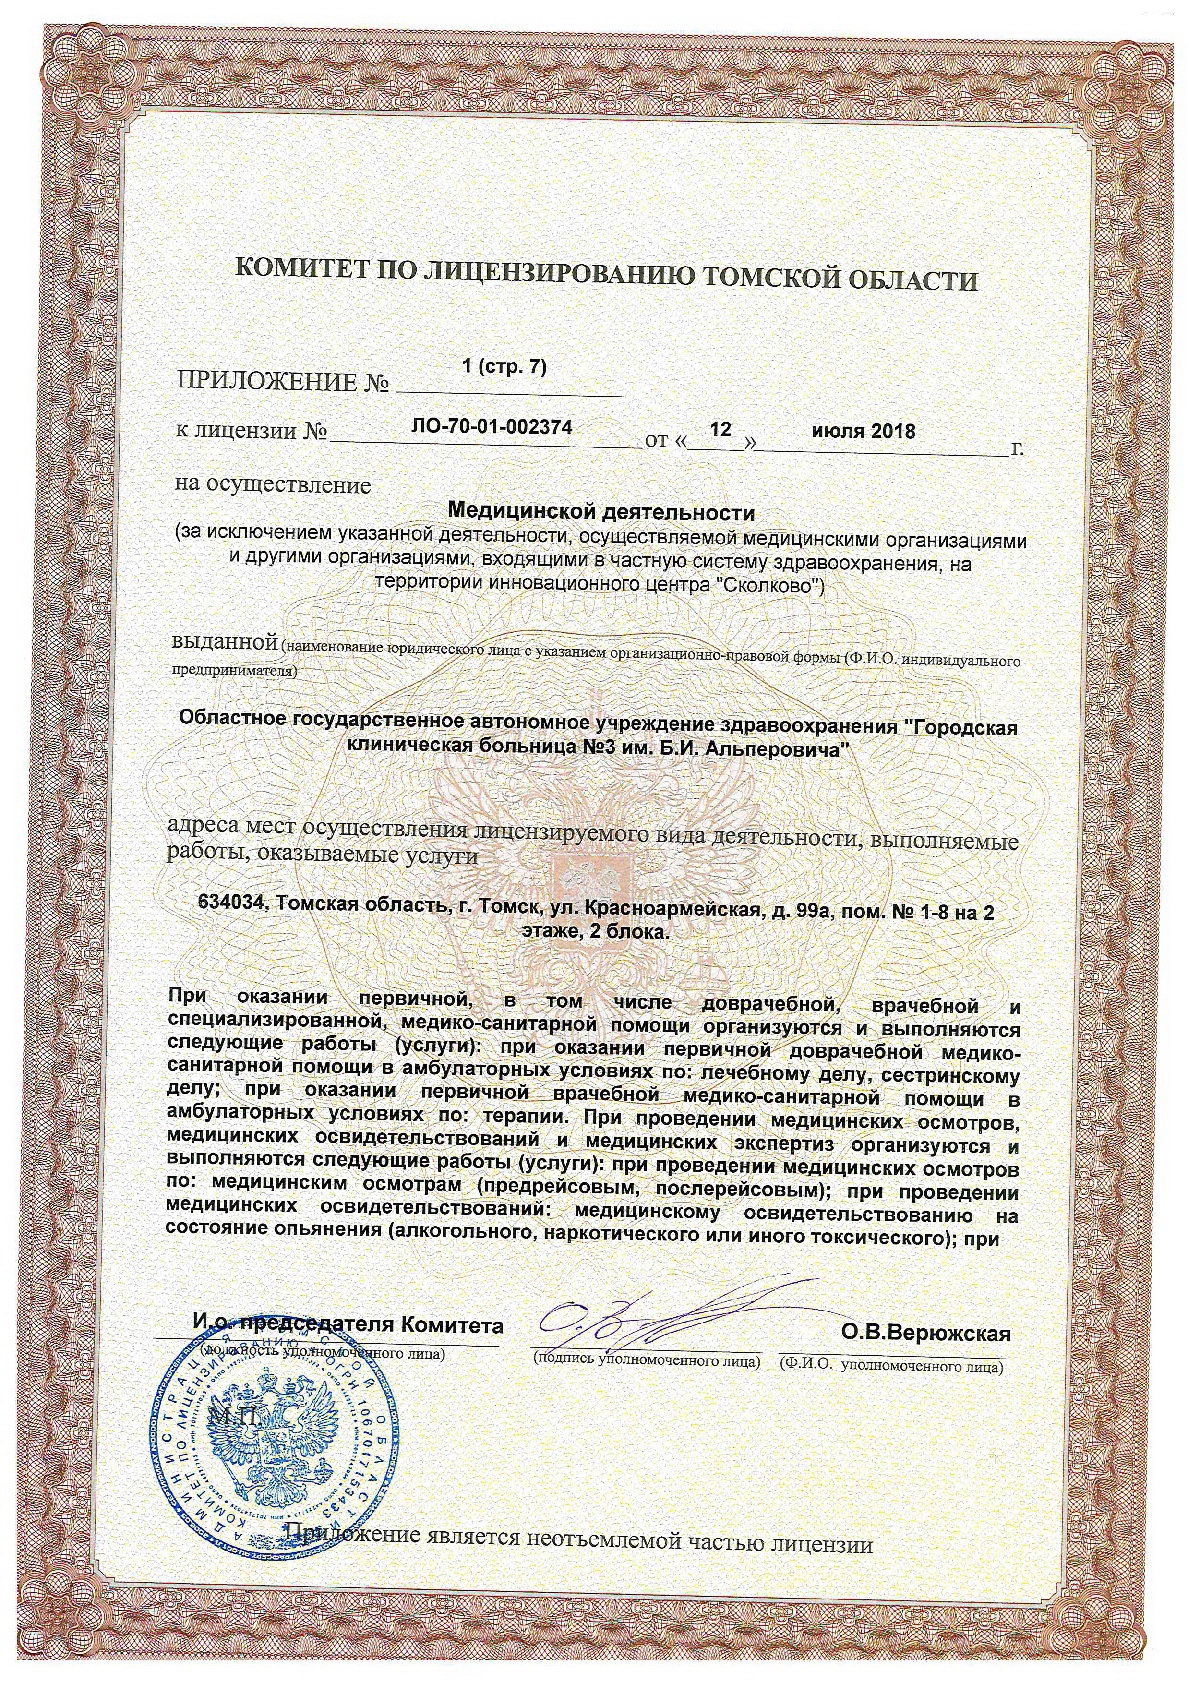 КОМИТЕТ ПО ЛИЦЕНЗИРОВАНИЮ ТОМСКОЙ ОБЛАСТИ
ПРИЛОЖЕНИЕ № 1 (стр. 7)
к лицензии № ЛО-70-01-002374 от «12» июля 2018 г.
на осуществление
Медицинской деятельности
(за исключением указанной деятельности, осуществляемой медицинскими организациями
и другими организациями, входящими в частную систему здравоохранения, на
территории инновационного центра "Сколково")
выданной (наименование юридического лица с указанием организационно-правовой формы (Ф.И.О. индивидуального
предпринимателя)
Областное государственное автономное учреждение здравоохранения "Городская
клиническая больница №3 им. Б.И. Альперовича"
адреса мест осуществления лицензируемого вида деятельности, выполняемые
работы, оказываемые услуги
634034, Томская область, г. Томск, ул. Красноармейская, д. 99а, пом. № 1-8 на 2
этаже, 2 блока.
При оказании первичной, в том числе доврачебной, врачебной и
специализированной, медико-санитарной помощи организуются и выполняются
следующие работы (услуги): при оказании первичной доврачебной медико-
санитарной помощи в амбулаторных условиях по: лечебному делу, сестринскому
делу; при оказании первичной врачебной медико-санитарной помощи в
амбулаторных условиях по: терапии. При проведении медицинских осмотров,
медицинских освидетельствований и медицинских экспертиз организуются и
выполняются следующие работы (услуги): при проведении медицинских осмотров
по: медицинским осмотрам (предрейсовым, послерейсовым); при проведении
медицинских освидетельствований: медицинскому освидетельствованию на
состояние опьянения (алкогольного, наркотического или иного токсического); при
И.о. председателя Комитета О.В.Верюжская
(должность уполномоченного лица) (подпись уполномоченного лица) (Ф.И.О. уполномоченного лица)
М.П.
АДМИНИСТРАЦИЯ ТОМСКОЙ ОБЛАСТИ
КОМИТЕТ ПО ЛИЦЕНЗИРОВАНИЮ ОГРН 1067017153433
Приложение является неотъемлемой частью лицензии